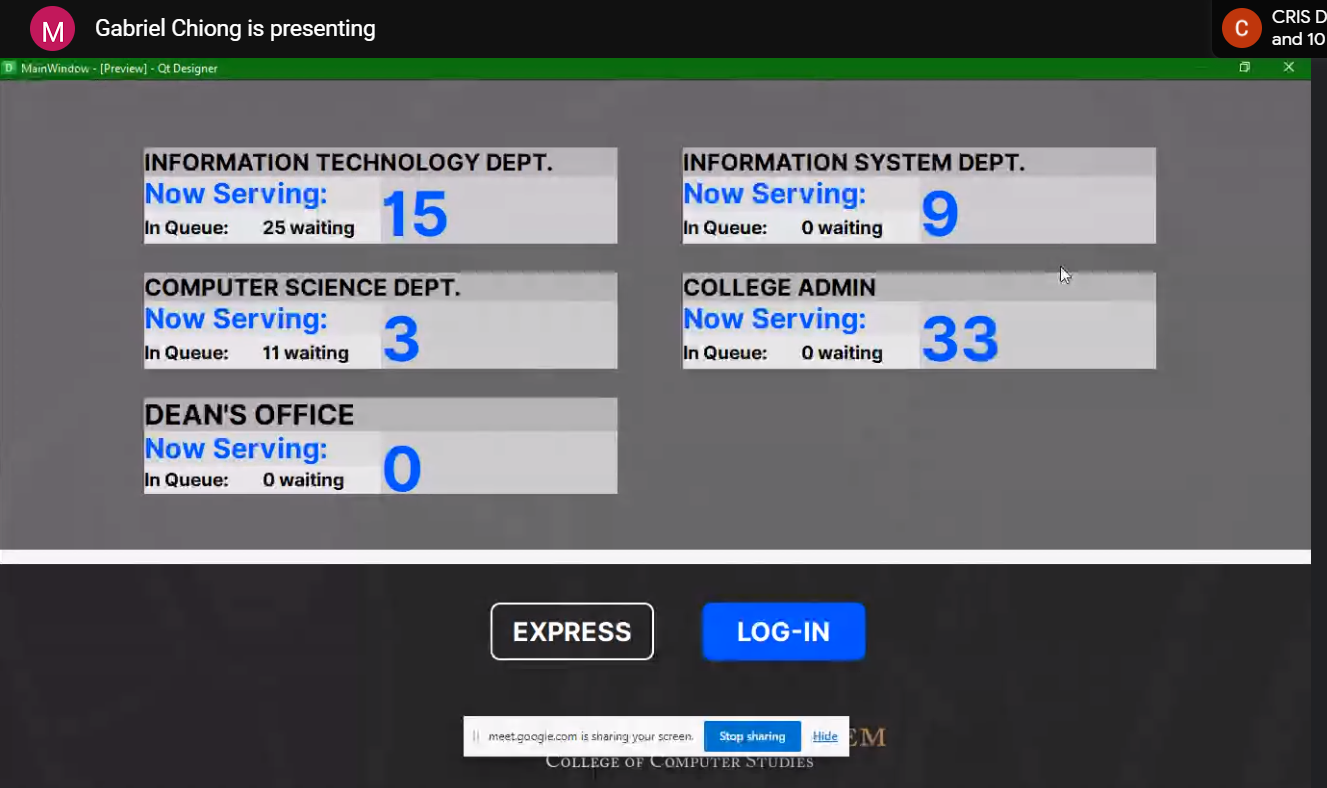 M Gabriel Chiong is presenting
C CRIS D
and 10
D MainWindow - [Preview] - Qt Designer
INFORMATION TECHNOLOGY DEPT.
Now Serving: 15
In Queue: 25 waiting
INFORMATION SYSTEM DEPT.
Now Serving: 9
In Queue: 0 waiting
COMPUTER SCIENCE DEPT.
Now Serving: 3
In Queue: 11 waiting
COLLEGE ADMIN
Now Serving: 33
In Queue: 0 waiting
DEAN'S OFFICE
Now Serving: 0
In Queue: 0 waiting
EXPRESS
LOG-IN
meet.google.com is sharing your screen. Stop sharing Hide
COLLEGE OF COMPUTER STUDIES